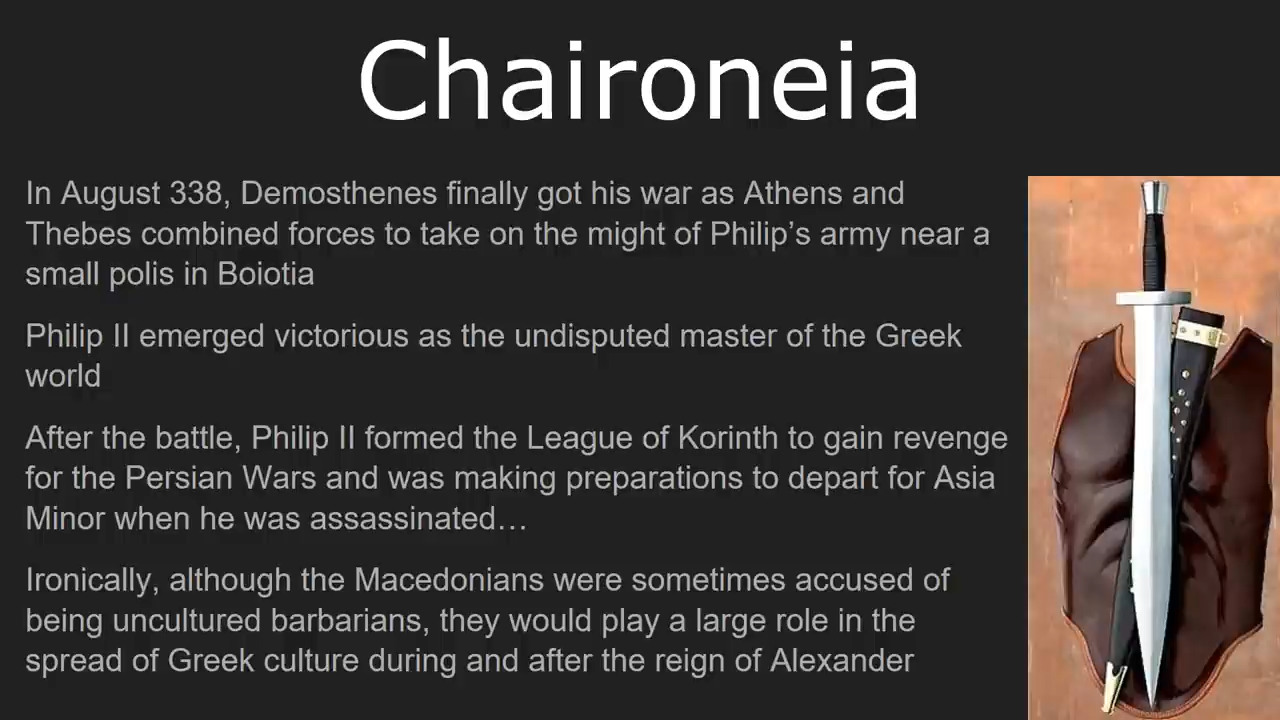 Chaironeia
In August 338, Demosthenes finally got his war as Athens and
Thebes combined forces to take on the might of Philip’s army near a
small polis in Boiotia
Philip II emerged victorious as the undisputed master of the Greek
world
After the battle, Philip II formed the League of Korinth to gain revenge
for the Persian Wars and was making preparations to depart for Asia
Minor when he was assassinated…
Ironically, although the Macedonians were sometimes accused of
being uncultured barbarians, they would play a large role in the
spread of Greek culture during and after the reign of Alexander